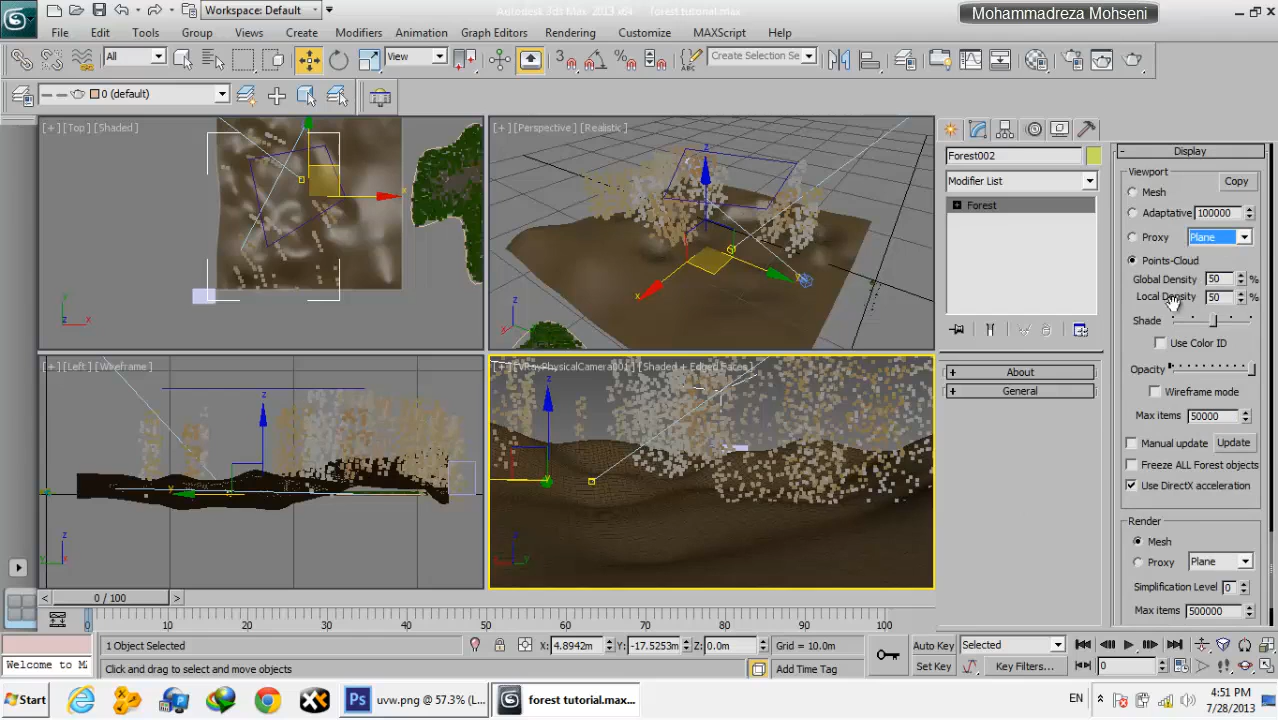 Workspace: Default
Autodesk 3ds Max 2013 x64 forest tutorial.max
Mohammadreza Mohseni
File Edit Tools Group Views Create Modifiers Animation Graph Editors Rendering Customize MAXScript Help
All
View
Create Selection Se
0 (default)
[+] [Top] [Shaded]
[+] [Perspective] [Realistic]
[+] [Left] [Wireframe]
[+] [VRayPhysicalCamera001] [Shaded + Edged Faces]
Forest002
Modifier List
Forest
About
General
Display
Viewport
Mesh
Copy
Adaptative 100000
Proxy Plane
Points-Cloud
Global Density 50 %
Local Density 50 %
Shade
Use Color ID
Opacity
Wireframe mode
Max items 50000
Manual update Update
Freeze ALL Forest objects
Use DirectX acceleration
Render
Mesh
Proxy Plane
Simplification Level 0
Max items 500000
0 / 100
0 10 20 30 40 50 60 70 80 90 100
Welcome to M
1 Object Selected
X: 4.8942m Y: -17.5253m Z: 0.0m Grid = 10.0m
Click and drag to select and move objects
Add Time Tag
Auto Key Selected
Set Key Key Filters...
0
Start
uvw.png @ 57.3% (L...
forest tutorial.max...
EN
4:51 PM
7/28/2013